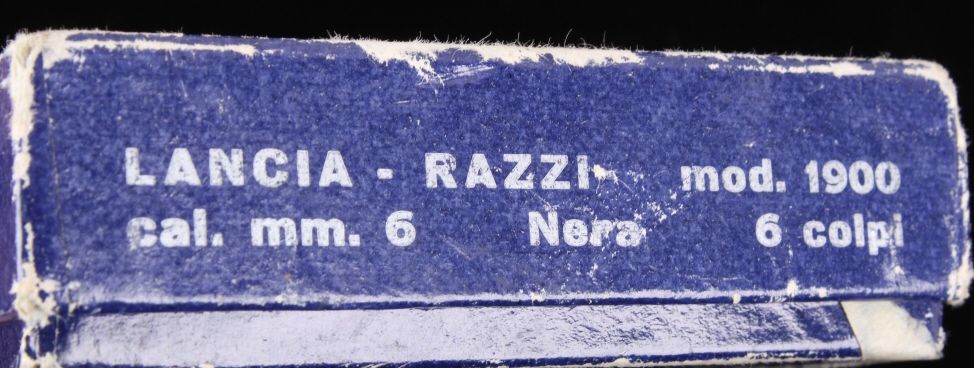 LANCIA - RAZZI mod. 1900
cal. mm. 6 Nera 6 colpi